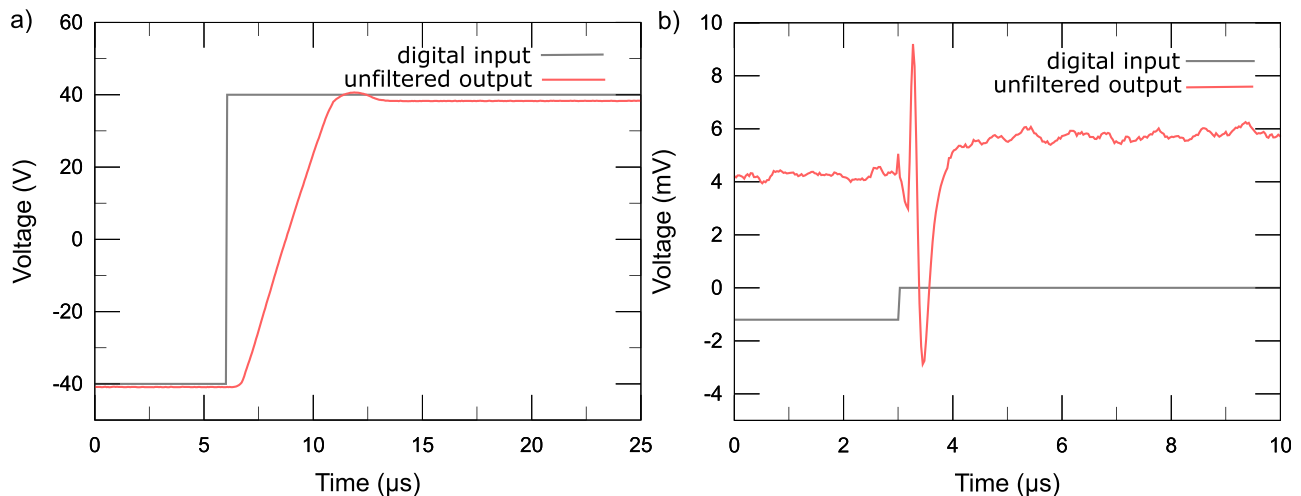 a)
60
40
20
0
-20
-40
Voltage (V)
digital input
unfiltered output
0
5
10
15
20
25
Time (μs)
b)
10
8
6
4
2
0
-2
-4
Voltage (mV)
digital input
unfiltered output
0
2
4
6
8
10
Time (μs)